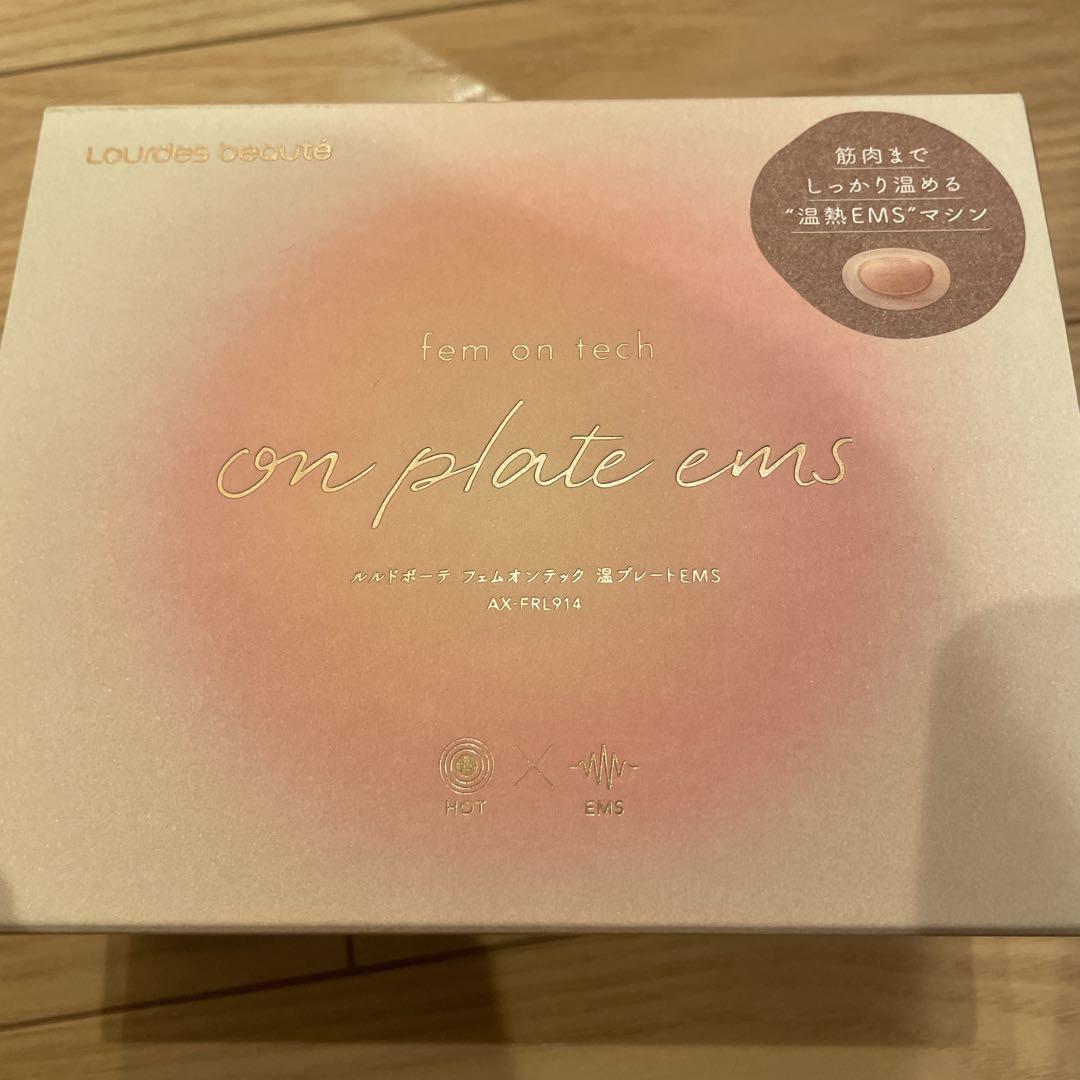 Lourdes beauté
筋肉まで
しっかり温める
“温熱EMS”マシン
fem on tech
on plate ems
ルルドボーテ フェムオンテック 温プレートEMS
AX-FRL914
HOT
EMS